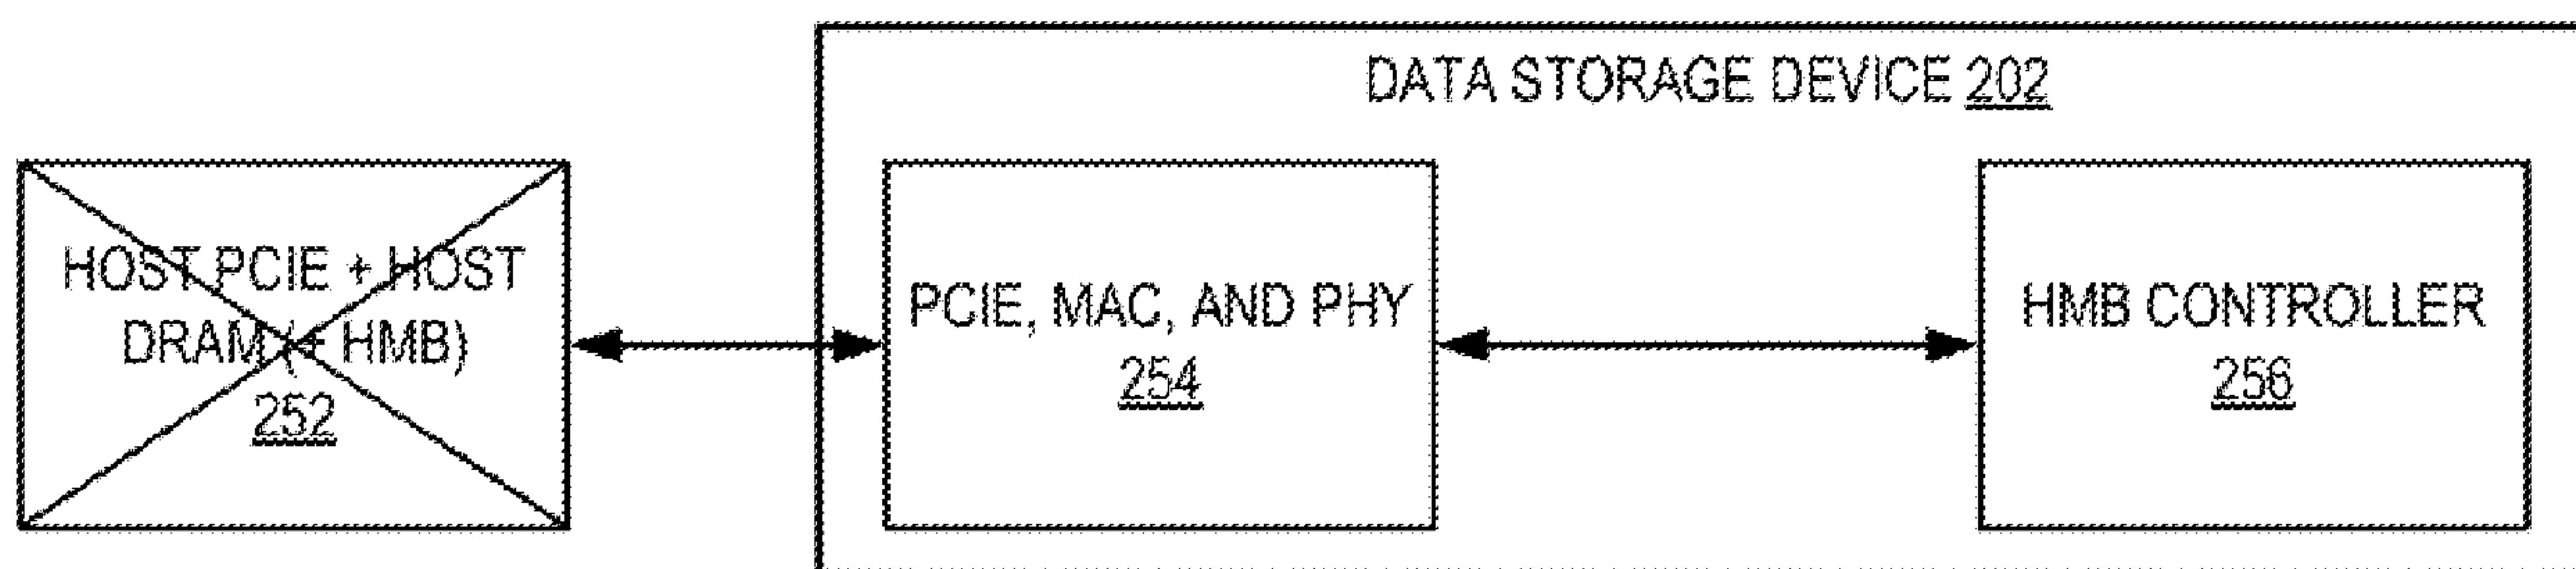 DATA STORAGE DEVICE 202
HOST PCIE + HOST
DRAM (+ HMB)
252
PCIE, MAC, AND PHY
254
HMB CONTROLLER
256